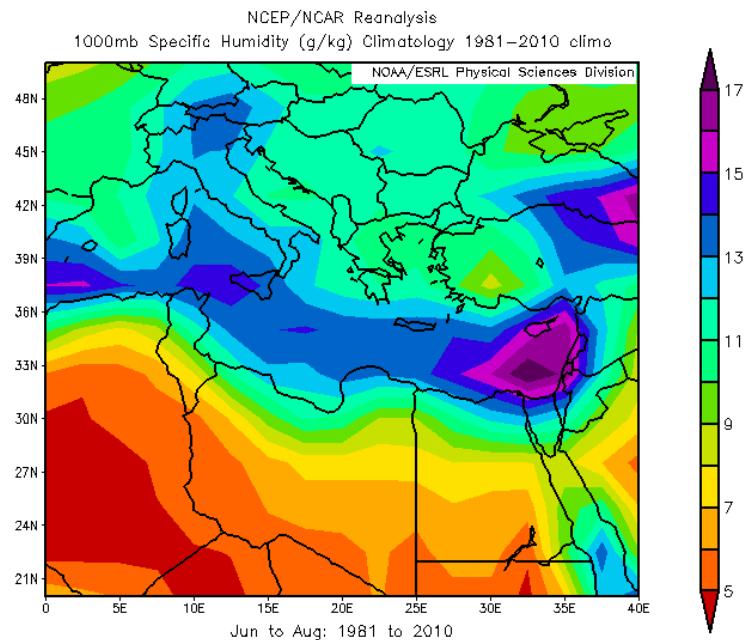 NCEP/NCAR Reanalysis
1000mb Specific Humidity (g/kg) Climatology 1981-2010 climo
NOAA/ESRL Physical Sciences Division
48N
45N
42N
39N
36N
33N
30N
27N
24N
21N
0 5E 10E 15E 20E 25E 30E 35E 40E
Jun to Aug: 1981 to 2010
17
15
13
11
9
7
5